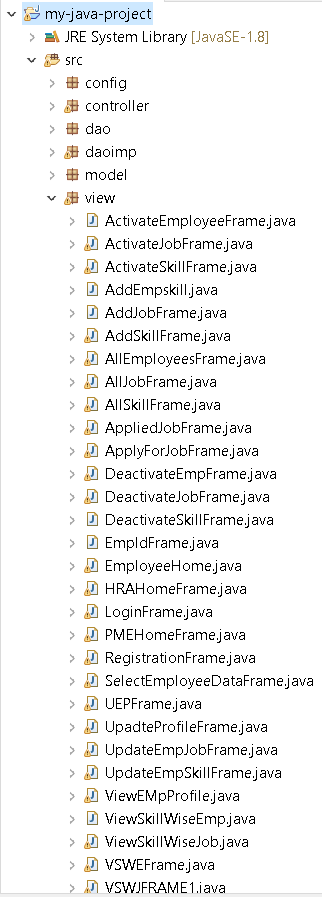 my-java-project
JRE System Library [JavaSE-1.8]
src
config
controller
dao
daoimp
model
view
ActivateEmployeeFrame.java
ActivateJobFrame.java
ActivateSkillFrame.java
AddEmpskill.java
AddJobFrame.java
AddSkillFrame.java
AllEmployeesFrame.java
AllJobFrame.java
AllSkillFrame.java
AppliedJobFrame.java
ApplyForJobFrame.java
DeactivateEmpFrame.java
DeactivateJobFrame.java
DeactivateSkillFrame.java
EmpIdFrame.java
EmployeeHome.java
HRAHomeFrame.java
LoginFrame.java
PMEHomeFrame.java
RegistrationFrame.java
SelectEmployeeDataFrame.java
UEPFrame.java
UpadteProfileFrame.java
UpdateEmpJobFrame.java
UpdateEmpSkillFrame.java
ViewEMpProfile.java
ViewSkillWiseEmp.java
ViewSkillWiseJob.java
VSWEFrame.java
VSWJFRAME1.java